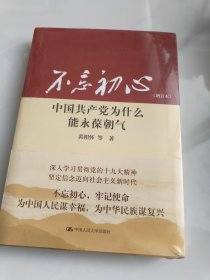 不忘初心
(增订本)
中国共产党为什么
能永葆朝气
黄相怀 等 著
深入学习贯彻党的十九大精神
坚定信念迈向社会主义新时代
不忘初心，牢记使命
为中国人民谋幸福，为中华民族谋复兴
中国人民大学出版社